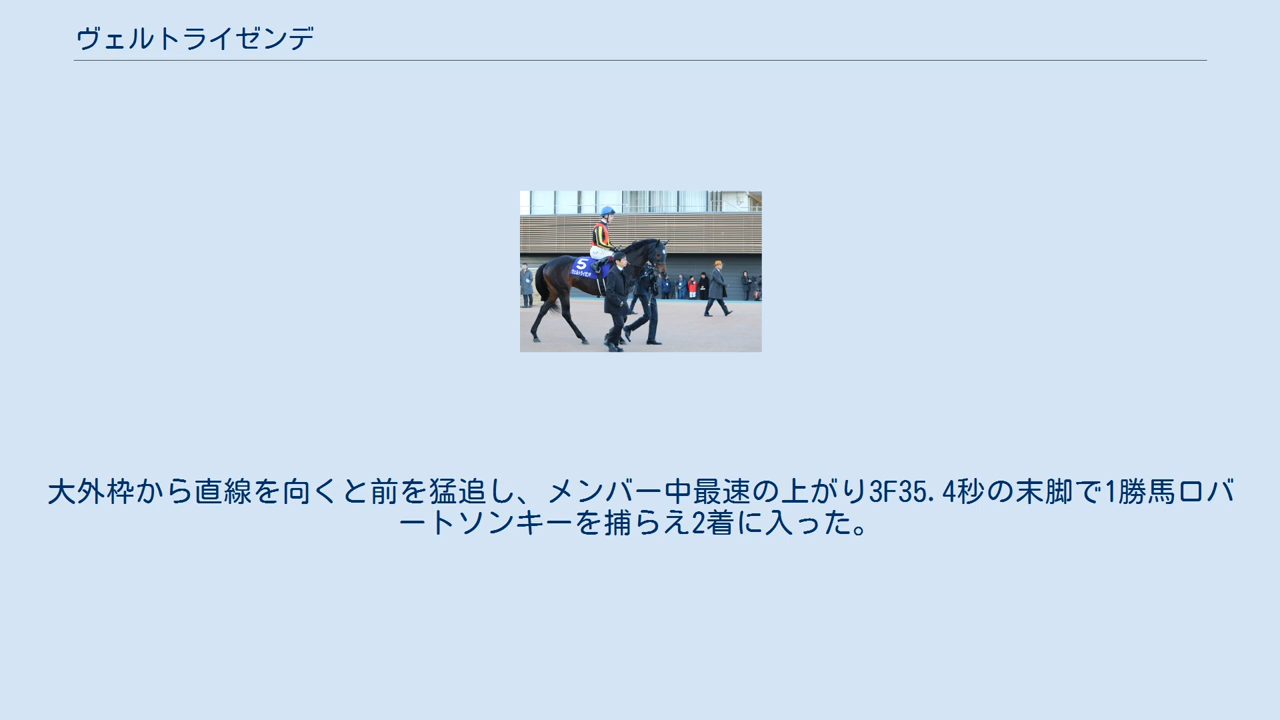 ヴェルトライゼンデ
5
大外枠から直線を向くと前を猛追し、メンバー中最速の上がり3F35.4秒の末脚で1勝馬ロバ
ートソンキーを捕らえ2着に入った。